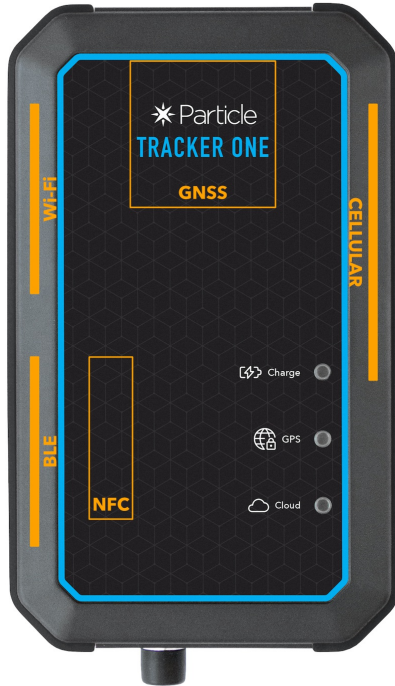 Particle
TRACKER ONE
GNSS
Wi-Fi
CELLULAR
Charge
GPS
BLE
NFC
Cloud